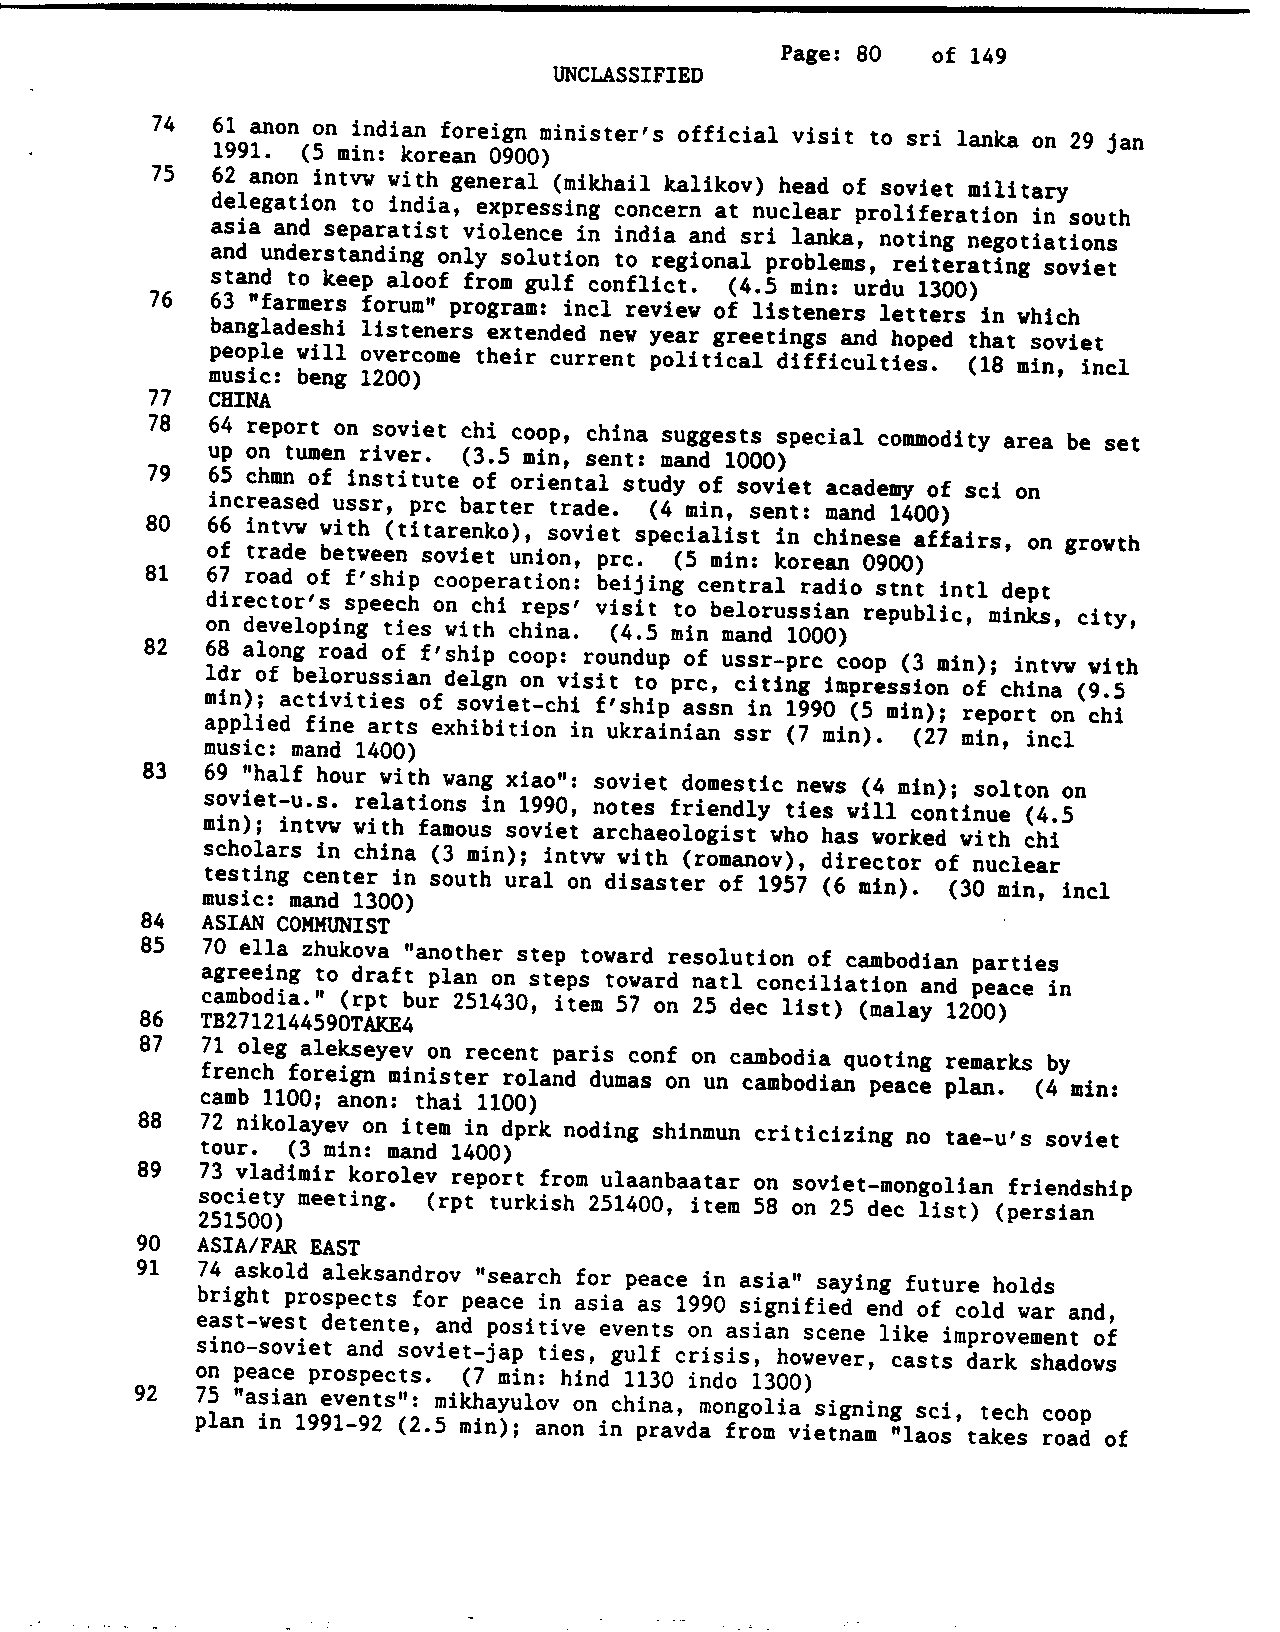 Page: 80 of 149
UNCLASSIFIED
74 61 anon on indian foreign minister's official visit to sri lanka on 29 jan
1991. (5 min: korean 0900)
75 62 anon intvw with general (mikhail kalikov) head of soviet military
delegation to india, expressing concern at nuclear proliferation in south
asia and separatist violence in india and sri lanka, noting negotiations
and understanding only solution to regional problems, reiterating soviet
stand to keep aloof from gulf conflict. (4.5 min: urdu 1300)
76 63 "farmers forum" program: incl review of listeners letters in which
bangladeshi listeners extended new year greetings and hoped that soviet
people will overcome their current political difficulties. (18 min, incl
music: beng 1200)
77 CHINA
78 64 report on soviet chi coop, china suggests special commodity area be set
up on tumen river. (3.5 min, sent: mand 1000)
79 65 chmn of institute of oriental study of soviet academy of sci on
increased ussr, prc barter trade. (4 min, sent: mand 1400)
80 66 intvw with (titarenko), soviet specialist in chinese affairs, on growth
of trade between soviet union, prc. (5 min: korean 0900)
81 67 road of f'ship cooperation: beijing central radio stnt intl dept
director's speech on chi reps' visit to belorussian republic, minks, city,
on developing ties with china. (4.5 min mand 1000)
82 68 along road of f'ship coop: roundup of ussr-prc coop (3 min); intvw with
ldr of belorussian delgn on visit to prc, citing impression of china (9.5
min); activities of soviet-chi f'ship assn in 1990 (5 min); report on chi
applied fine arts exhibition in ukrainian ssr (7 min). (27 min, incl
music: mand 1400)
83 69 "half hour with wang xiao": soviet domestic news (4 min); solton on
soviet-u.s. relations in 1990, notes friendly ties will continue (4.5
min); intvw with famous soviet archaeologist who has worked with chi
scholars in china (3 min); intvw with (romanov), director of nuclear
testing center in south ural on disaster of 1957 (6 min). (30 min, incl
music: mand 1300)
84 ASIAN COMMUNIST
85 70 ella zhukova "another step toward resolution of cambodian parties
agreeing to draft plan on steps toward natl conciliation and peace in
cambodia." (rpt bur 251430, item 57 on 25 dec list) (malay 1200)
86 TB2712144590TAKE4
87 71 oleg alekseyev on recent paris conf on cambodia quoting remarks by
french foreign minister roland dumas on un cambodian peace plan. (4 min:
camb 1100; anon: thai 1100)
88 72 nikolayev on item in dprk noding shinmun criticizing no tae-u's soviet
tour. (3 min: mand 1400)
89 73 vladimir korolev report from ulaanbaatar on soviet-mongolian friendship
society meeting. (rpt turkish 251400, item 58 on 25 dec list) (persian
251500)
90 ASIA/FAR EAST
91 74 askold aleksandrov "search for peace in asia" saying future holds
bright prospects for peace in asia as 1990 signified end of cold war and,
east-west detente, and positive events on asian scene like improvement of
sino-soviet and soviet-jap ties, gulf crisis, however, casts dark shadows
on peace prospects. (7 min: hind 1130 indo 1300)
92 75 "asian events": mikhayulov on china, mongolia signing sci, tech coop
plan in 1991-92 (2.5 min); anon in pravda from vietnam "laos takes road of